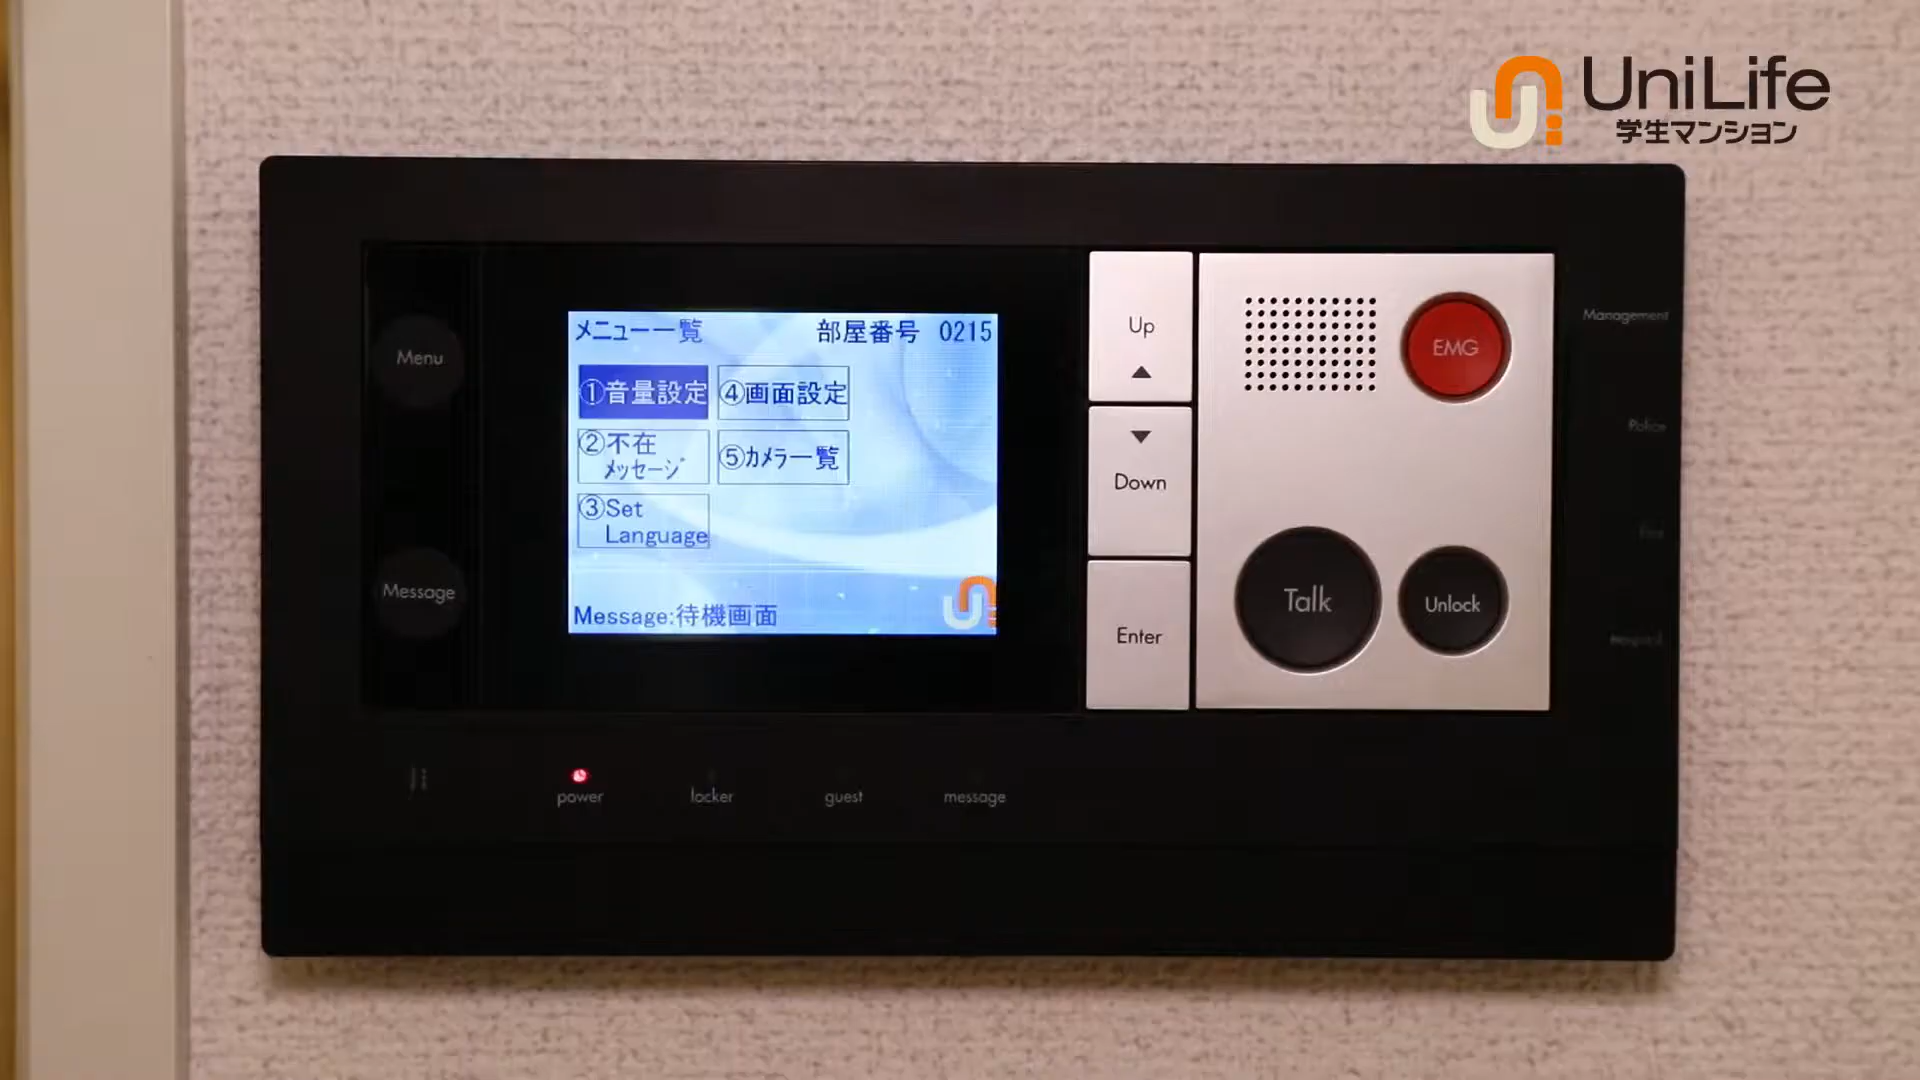 UniLife
学生マンション
Menu
Message
メニュー一覧 部屋番号 0215
①音量設定 ④画面設定
②不在
メッセージ
⑤カメラ一覧
③Set
Language
Message:待機画面
Up
Down
Enter
EMG
Talk
Unlock
Management
Police
Fire
Hospital
power locker guest message